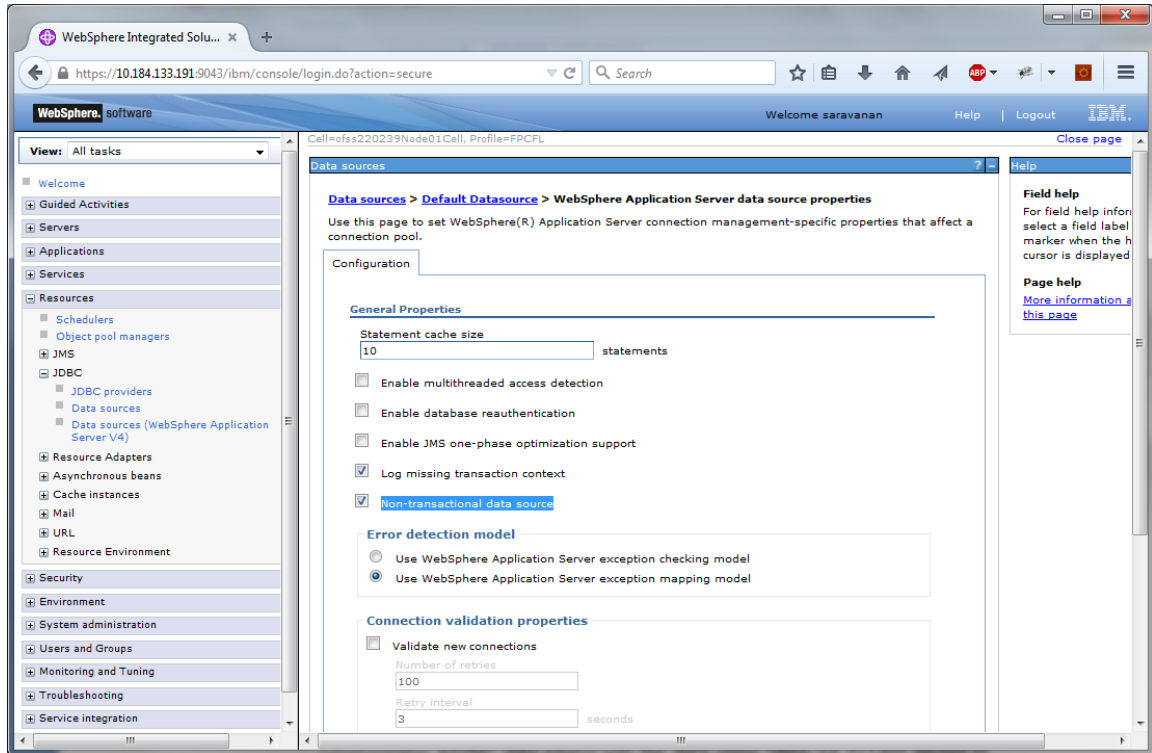 WebSphere Integrated Solu... × +
https://10.184.133.191:9043/ibm/console/login.do?action=secure
Search
ABP
WebSphere. software
Welcome saravanan
Help | Logout
IBM.
View: All tasks
Welcome
Guided Activities
Servers
Applications
Services
Resources
Schedulers
Object pool managers
JMS
JDBC
JDBC providers
Data sources
Data sources (WebSphere Application
Server V4)
Resource Adapters
Asynchronous beans
Cache instances
Mail
URL
Resource Environment
Security
Environment
System administration
Users and Groups
Monitoring and Tuning
Troubleshooting
Service integration
Cell=ofss220239Node01Cell, Profile=FPCFL
Close page
Data sources
? –
Data sources > Default Datasource > WebSphere Application Server data source properties
Use this page to set WebSphere(R) Application Server connection management-specific properties that affect a
connection pool.
Configuration
General Properties
Statement cache size
10 statements
Enable multithreaded access detection
Enable database reauthentication
Enable JMS one-phase optimization support
Log missing transaction context
Non-transactional data source
Error detection model
Use WebSphere Application Server exception checking model
Use WebSphere Application Server exception mapping model
Connection validation properties
Validate new connections
Number of retries
100
Retry interval
3 seconds
Help
Field help
For field help infor
select a field label
marker when the h
cursor is displayed
Page help
More information a
this page